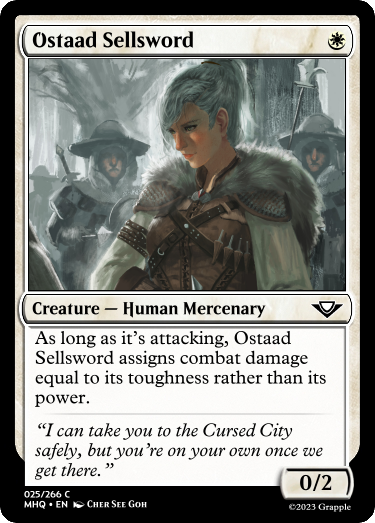 Ostaad Sellsword
Creature — Human Mercenary
As long as it's attacking, Ostaad
Sellsword assigns combat damage
equal to its toughness rather than its
power.
“I can take you to the Cursed City
safely, but you're on your own once we
get there.”
0/2
025/266 C
MHQ • EN Cher See Goh
©2023 Grapple